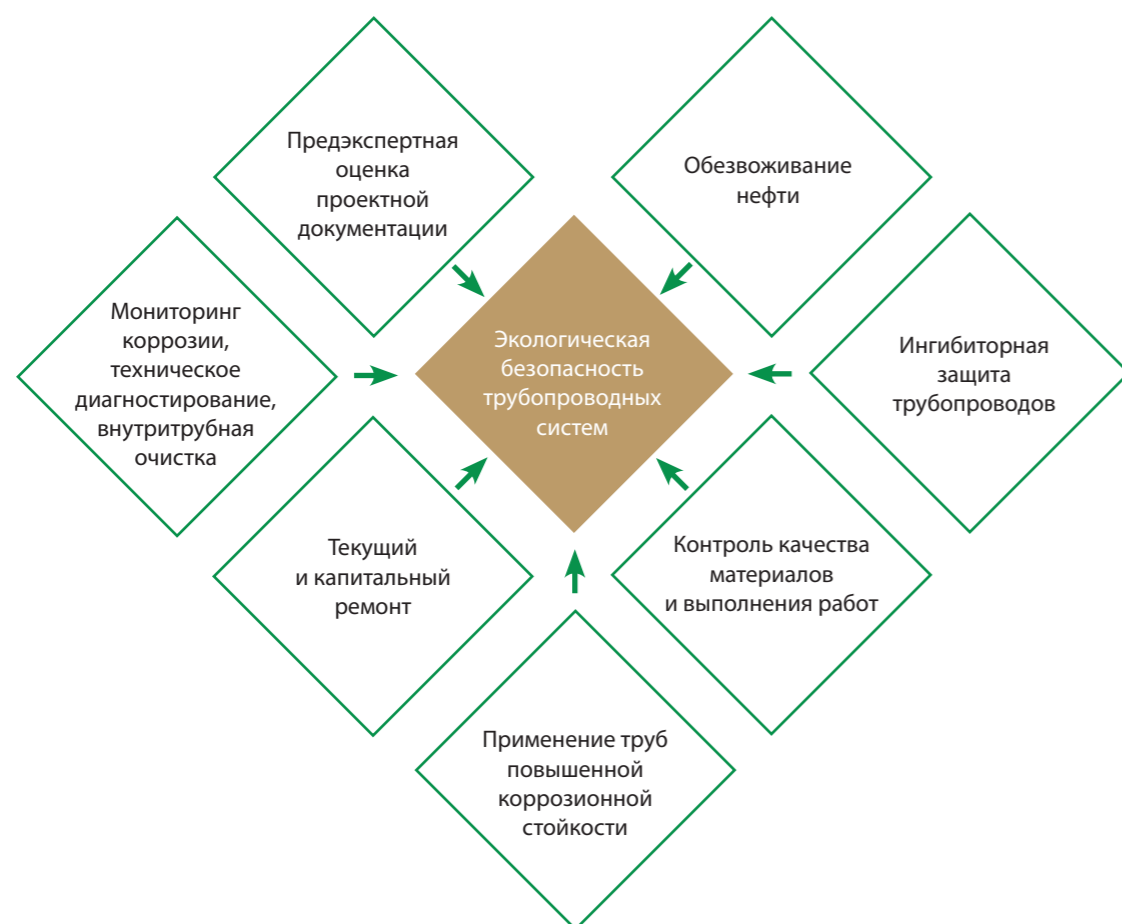 Предэкспертная
оценка
проектной
документации
Обезвоживание
нефти
Мониторинг
коррозии,
техническое
диагностирование,
внутритрубная
очистка
Экологическая
безопасность
трубопроводных
систем
Ингибиторная
защита
трубопроводов
Текущий
и капитальный
ремонт
Контроль качества
материалов
и выполнения работ
Применение труб
повышенной
коррозионной
стойкости